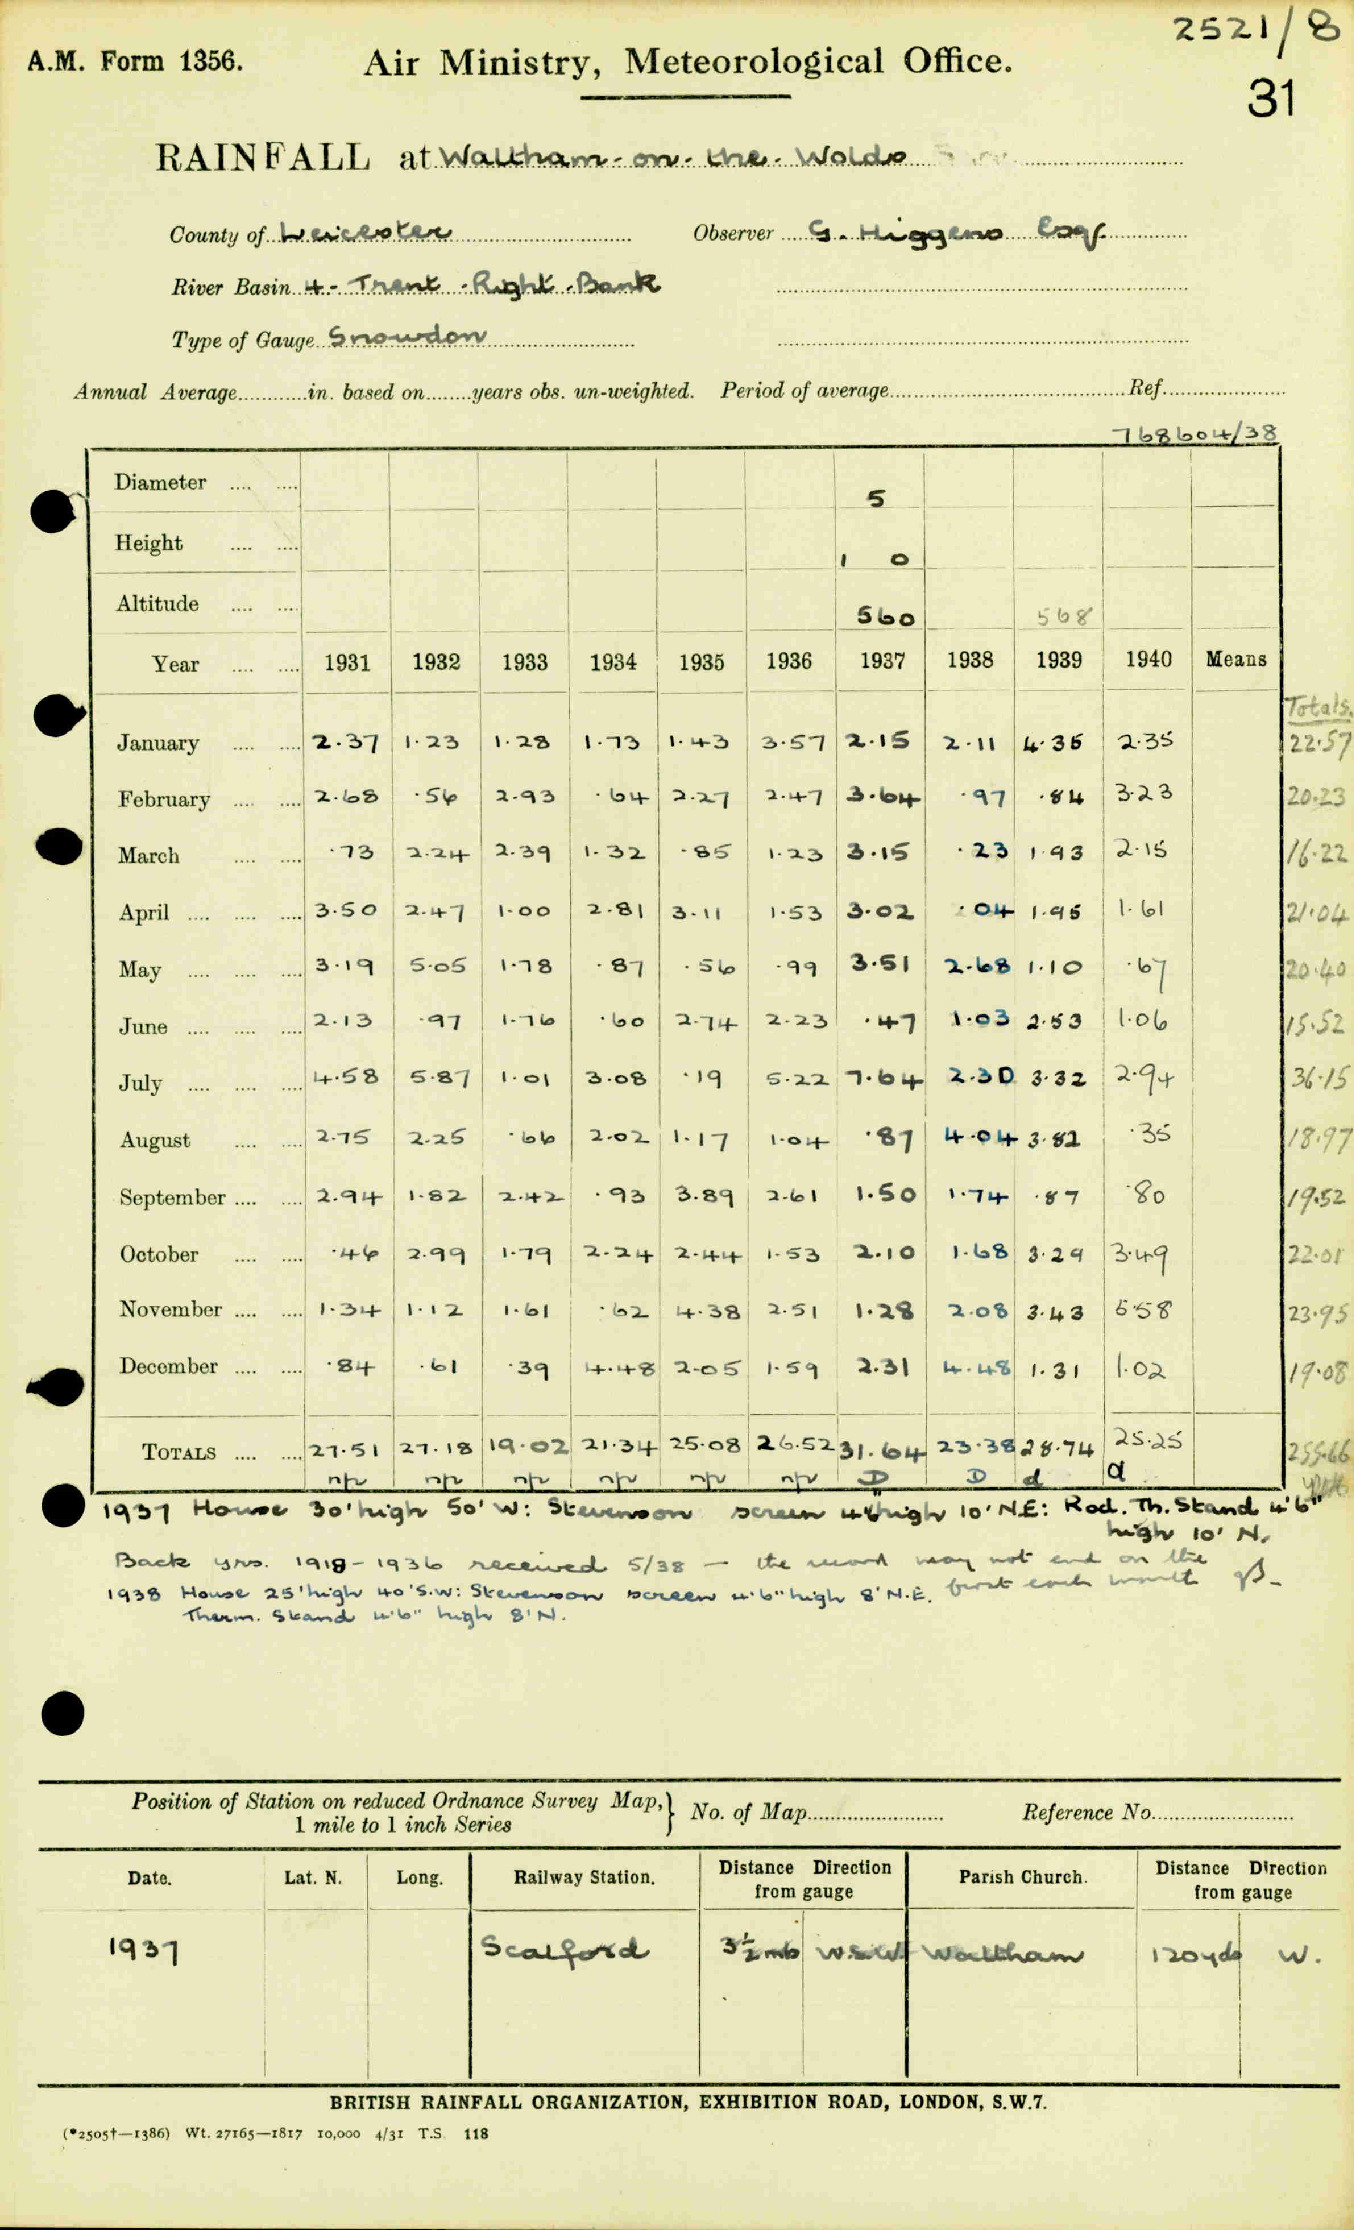 2521/8
A.M. Form 1356. Air Ministry, Meteorological Office.
31
RAINFALL at Waltham-on-the-Wolds
County of Leicester Observer G. Higgens Esq.
River Basin 4- Trent Right Bank
Type of Gauge Snowdon
Annual Average............in. based on........years obs. un-weighted. Period of average.......... Ref..........
768604/38
Diameter .... .... 5
Height .... .... 1 0
Altitude .... .... 560 568
Year .... .... 1931 1932 1933 1934 1935 1936 1937 1938 1939 1940 Means
Totals.
January .... .... 2.37 1.23 1.28 1.73 1.43 3.57 2.15 2.11 4.35 2.35 22.57
February .... .... 2.68 .56 2.93 .64 2.27 2.47 3.64 .97 .84 3.23 20.23
March .... .... .73 2.24 2.39 1.32 .85 1.23 3.15 .23 1.93 2.15 16.22
April .... .... .... 3.50 2.47 1.00 2.81 3.11 1.53 3.02 .04 1.95 1.61 21.04
May .... .... .... 3.19 5.05 1.78 .87 .56 .99 3.51 2.68 1.10 .67 20.40
June .... .... .... 2.13 .97 1.76 .60 2.74 2.23 .47 1.03 2.53 1.06 15.52
July .... .... .... 4.58 5.87 1.01 3.08 .19 5.22 7.64 2.30 3.32 2.94 36.15
August .... .... 2.75 2.25 .66 2.02 1.17 1.04 .87 4.04 3.82 .35 18.97
September .... .... 2.94 1.82 2.42 .93 3.89 2.61 1.50 1.74 .87 .80 19.52
October .... .... .46 2.99 1.79 2.24 2.44 1.53 2.10 1.68 3.29 3.49 22.01
November .... .... 1.34 1.12 1.61 .62 4.38 2.51 1.28 2.08 3.43 5.58 23.95
December .... .... .84 .61 .39 4.48 2.05 1.59 2.31 4.48 1.31 1.02 19.08
TOTALS .... .... 27.51 27.18 19.02 21.34 25.08 26.52 31.64 23.38 28.74 25.25 255.66
D D d d
1937 House 30' high 50' W: Stevenson screen 4'6" high 10' N.E: Rad. Th. Stand 4'6"
high 10' N.
Back yrs. 1918-1936 received 5/38 — the record may not end on the
first each month
1938 House 25' high 40' S.W: Stevenson screen 4'6" high 8' N.E.
Therm. Stand 4'6" high 8' N.
Position of Station on reduced Ordnance Survey Map,} No. of Map.......... Reference No..........
1 mile to 1 inch Series
Date. Lat. N. Long. Railway Station. Distance Direction from gauge Parish Church. Distance Direction from gauge
1937 Scalford 3½ mls W.S.W. Waltham 120yds W.
BRITISH RAINFALL ORGANIZATION, EXHIBITION ROAD, LONDON, S.W.7.
(*2505†—1386) Wt. 27165—1817 10,000 4/31 T.S. 118